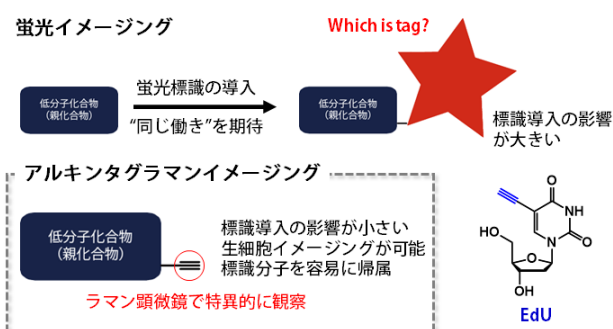 蛍光イメージング
Which is tag?
低分子化合物
(親化合物)
蛍光標識の導入
“同じ働き”を期待
低分子化合物
(親化合物)
標識導入の影響
が大きい
アルキンタグラマンイメージング
低分子化合物
(親化合物)
標識導入の影響が小さい
生細胞イメージングが可能
標識分子を容易に帰属
ラマン顕微鏡で特異的に観察
O
NH
N
O
HO
O
OH
EdU